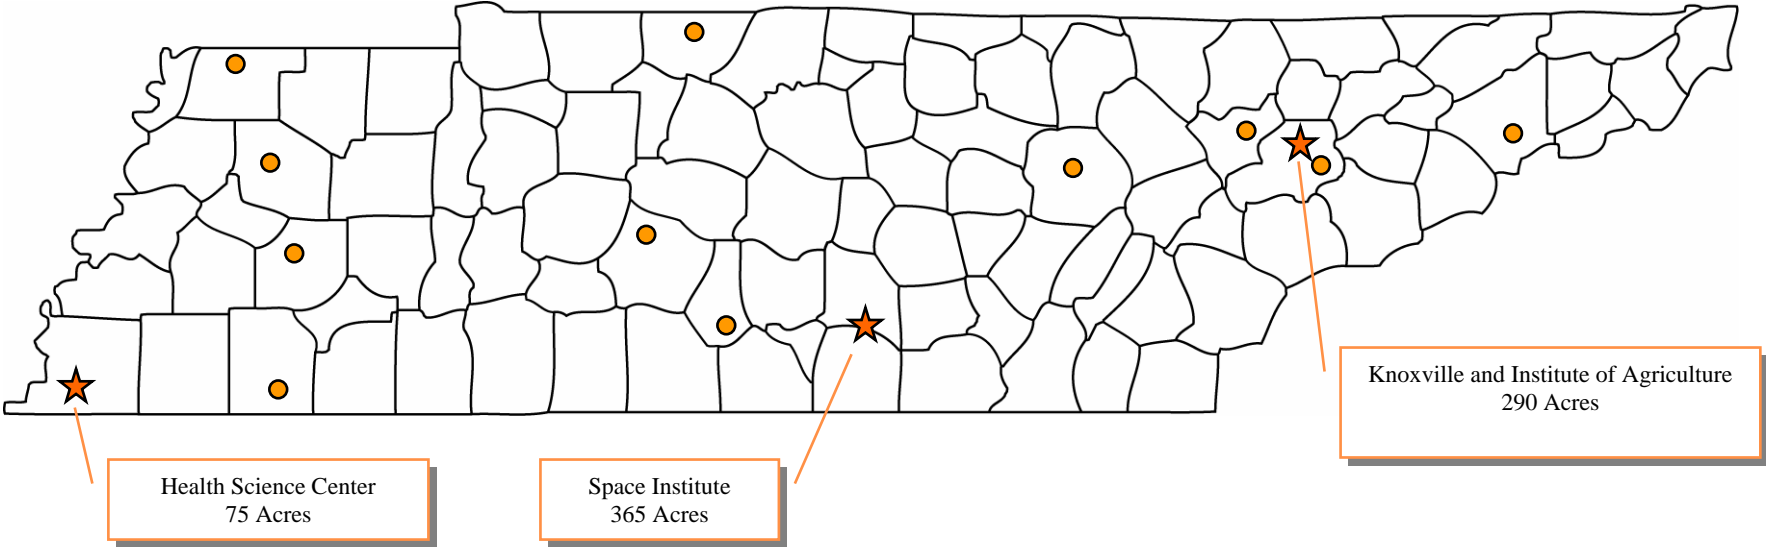 Knoxville and Institute of Agriculture
290 Acres
Health Science Center
75 Acres
Space Institute
365 Acres